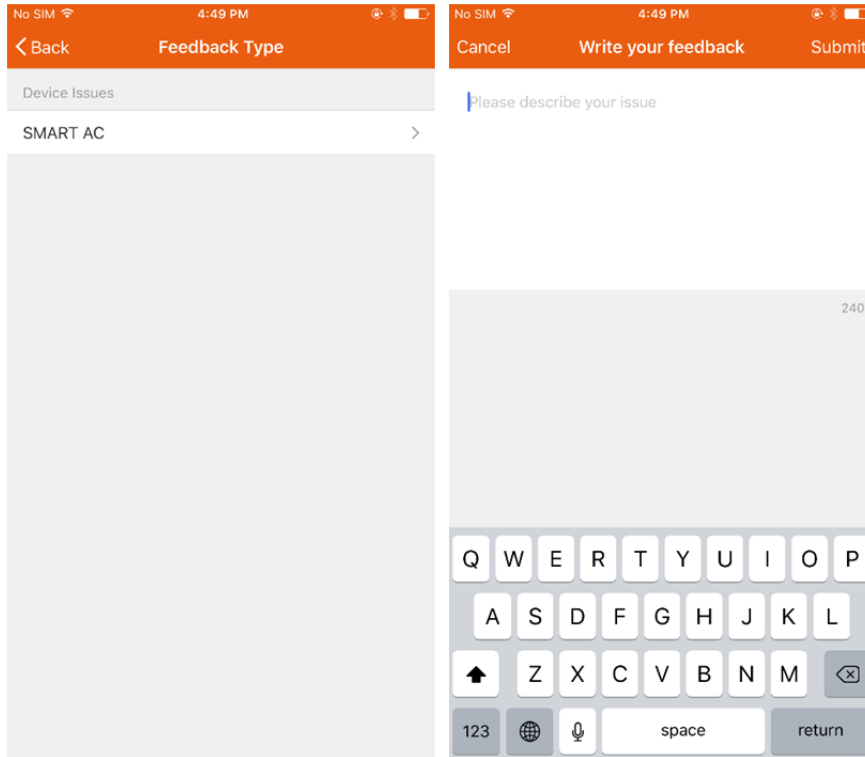 No SIM 4:49 PM
Back Feedback Type
Device Issues
SMART AC
No SIM 4:49 PM
Cancel Write your feedback Submit
Please describe your issue
240
Q W E R T Y U I O P
A S D F G H J K L
Z X C V B N M
123 space return